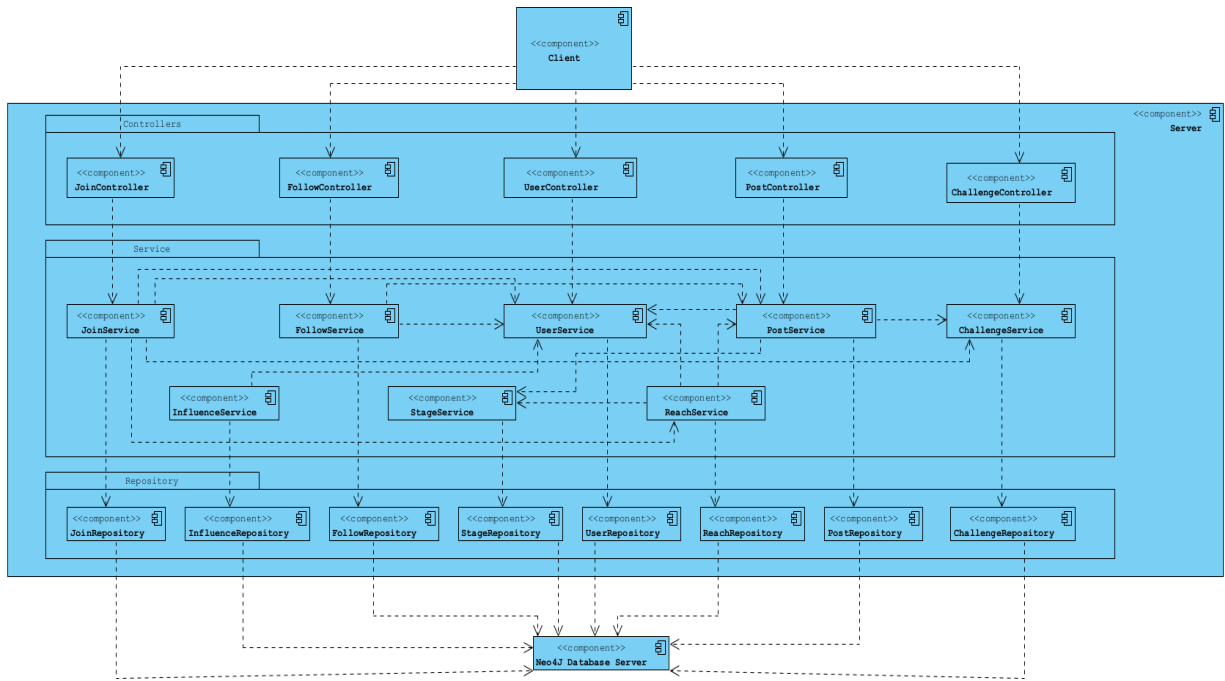 <<component>>
Client
<<component>>
Server
Controllers
<<component>>
JoinController
<<component>>
FollowController
<<component>>
UserController
<<component>>
PostController
<<component>>
ChallengeController
Service
<<component>>
JoinService
<<component>>
FollowService
<<component>>
UserService
<<component>>
PostService
<<component>>
ChallengeService
<<component>>
InfluenceService
<<component>>
StageService
<<component>>
ReachService
Repository
<<component>>
JoinRepository
<<component>>
InfluenceRepository
<<component>>
FollowRepository
<<component>>
StageRepository
<<component>>
UserRepository
<<component>>
ReachRepository
<<component>>
PostRepository
<<component>>
ChallengeRepository
<<component>>
Neo4J Database Server